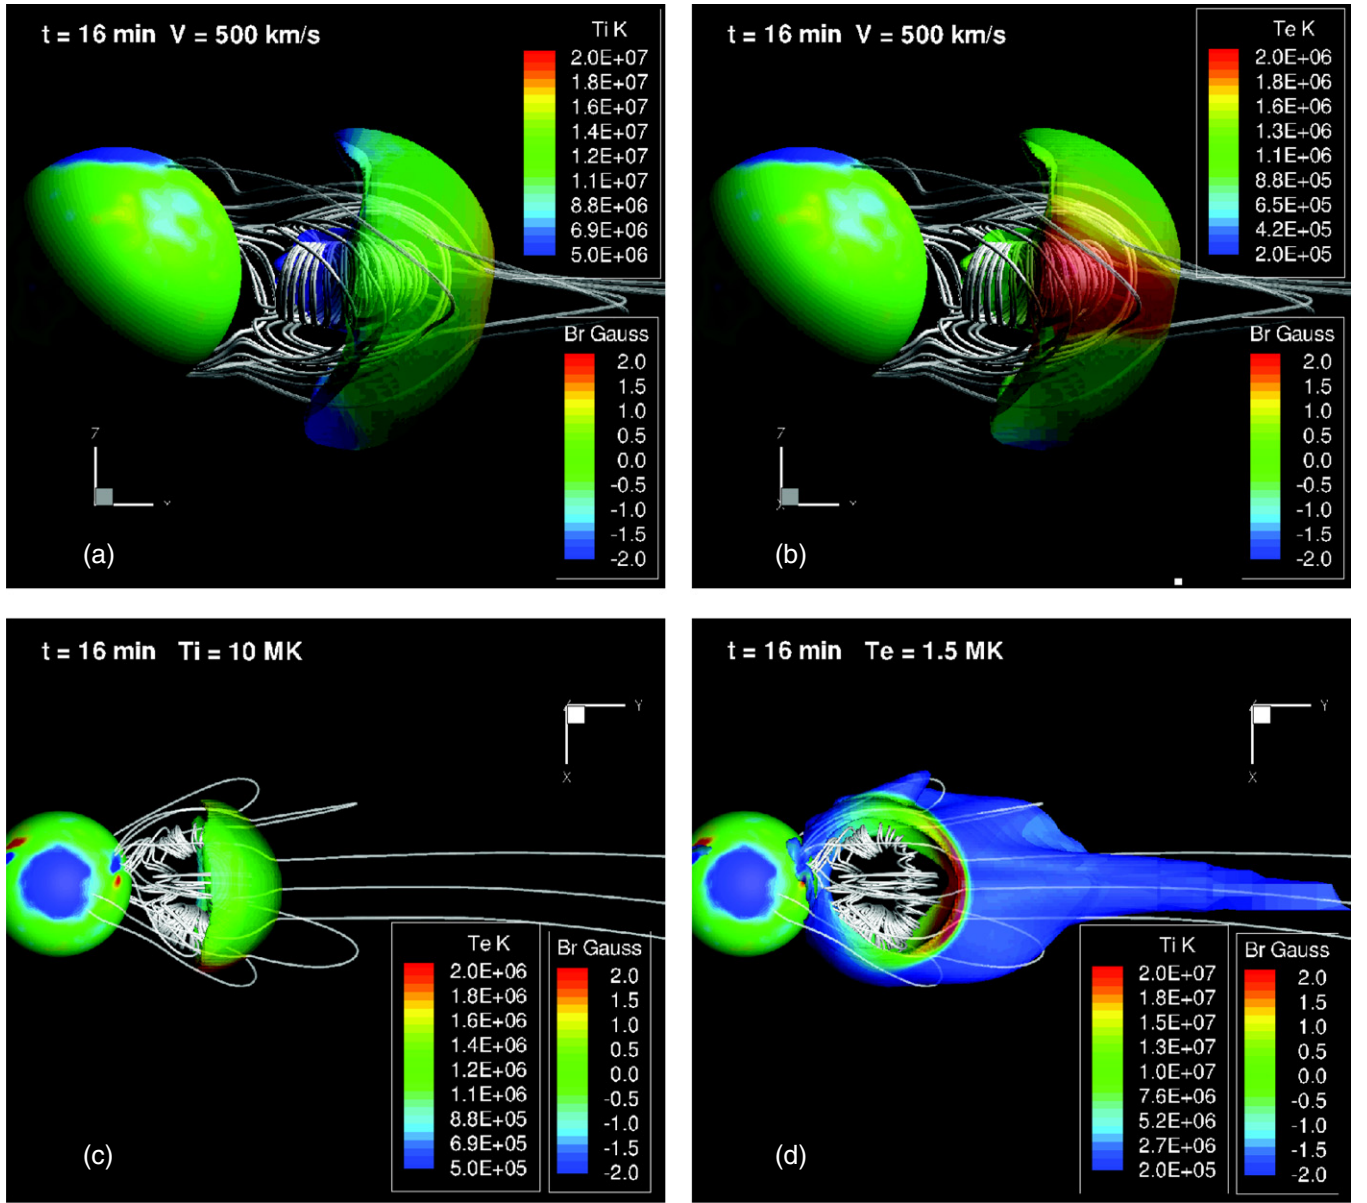 t = 16 min V = 500 km/s
Ti K
2.0E+07
1.8E+07
1.6E+07
1.4E+07
1.2E+07
1.1E+07
8.8E+06
6.9E+06
5.0E+06
Br Gauss
2.0
1.5
1.0
0.5
0.0
-0.5
-1.0
-1.5
-2.0
Z
Y
(a)
t = 16 min V = 500 km/s
Te K
2.0E+06
1.8E+06
1.6E+06
1.3E+06
1.1E+06
8.8E+05
6.5E+05
4.2E+05
2.0E+05
Br Gauss
2.0
1.5
1.0
0.5
0.0
-0.5
-1.0
-1.5
-2.0
Z
X
Y
(b)
t = 16 min Ti = 10 MK
Y
X
Te K
2.0E+06
1.8E+06
1.6E+06
1.4E+06
1.2E+06
1.1E+06
8.8E+05
6.9E+05
5.0E+05
Br Gauss
2.0
1.5
1.0
0.5
0.0
-0.5
-1.0
-1.5
-2.0
(c)
t = 16 min Te = 1.5 MK
Y
X
Ti K
2.0E+07
1.8E+07
1.5E+07
1.3E+07
1.0E+07
7.6E+06
5.2E+06
2.7E+06
2.0E+05
Br Gauss
2.0
1.5
1.0
0.5
0.0
-0.5
-1.0
-1.5
-2.0
(d)